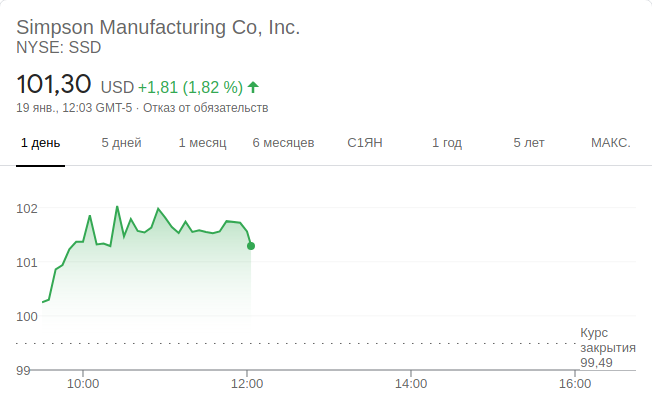 Simpson Manufacturing Co, Inc.
NYSE: SSD
101,30 USD +1,81 (1,82 %)
19 янв., 12:03 GMT-5 · Отказ от обязательств
1 день 5 дней 1 месяц 6 месяцев С1ЯН 1 год 5 лет МАКС.
102
101
100
Курс
закрытия
99,49
99
10:00 12:00 14:00 16:00